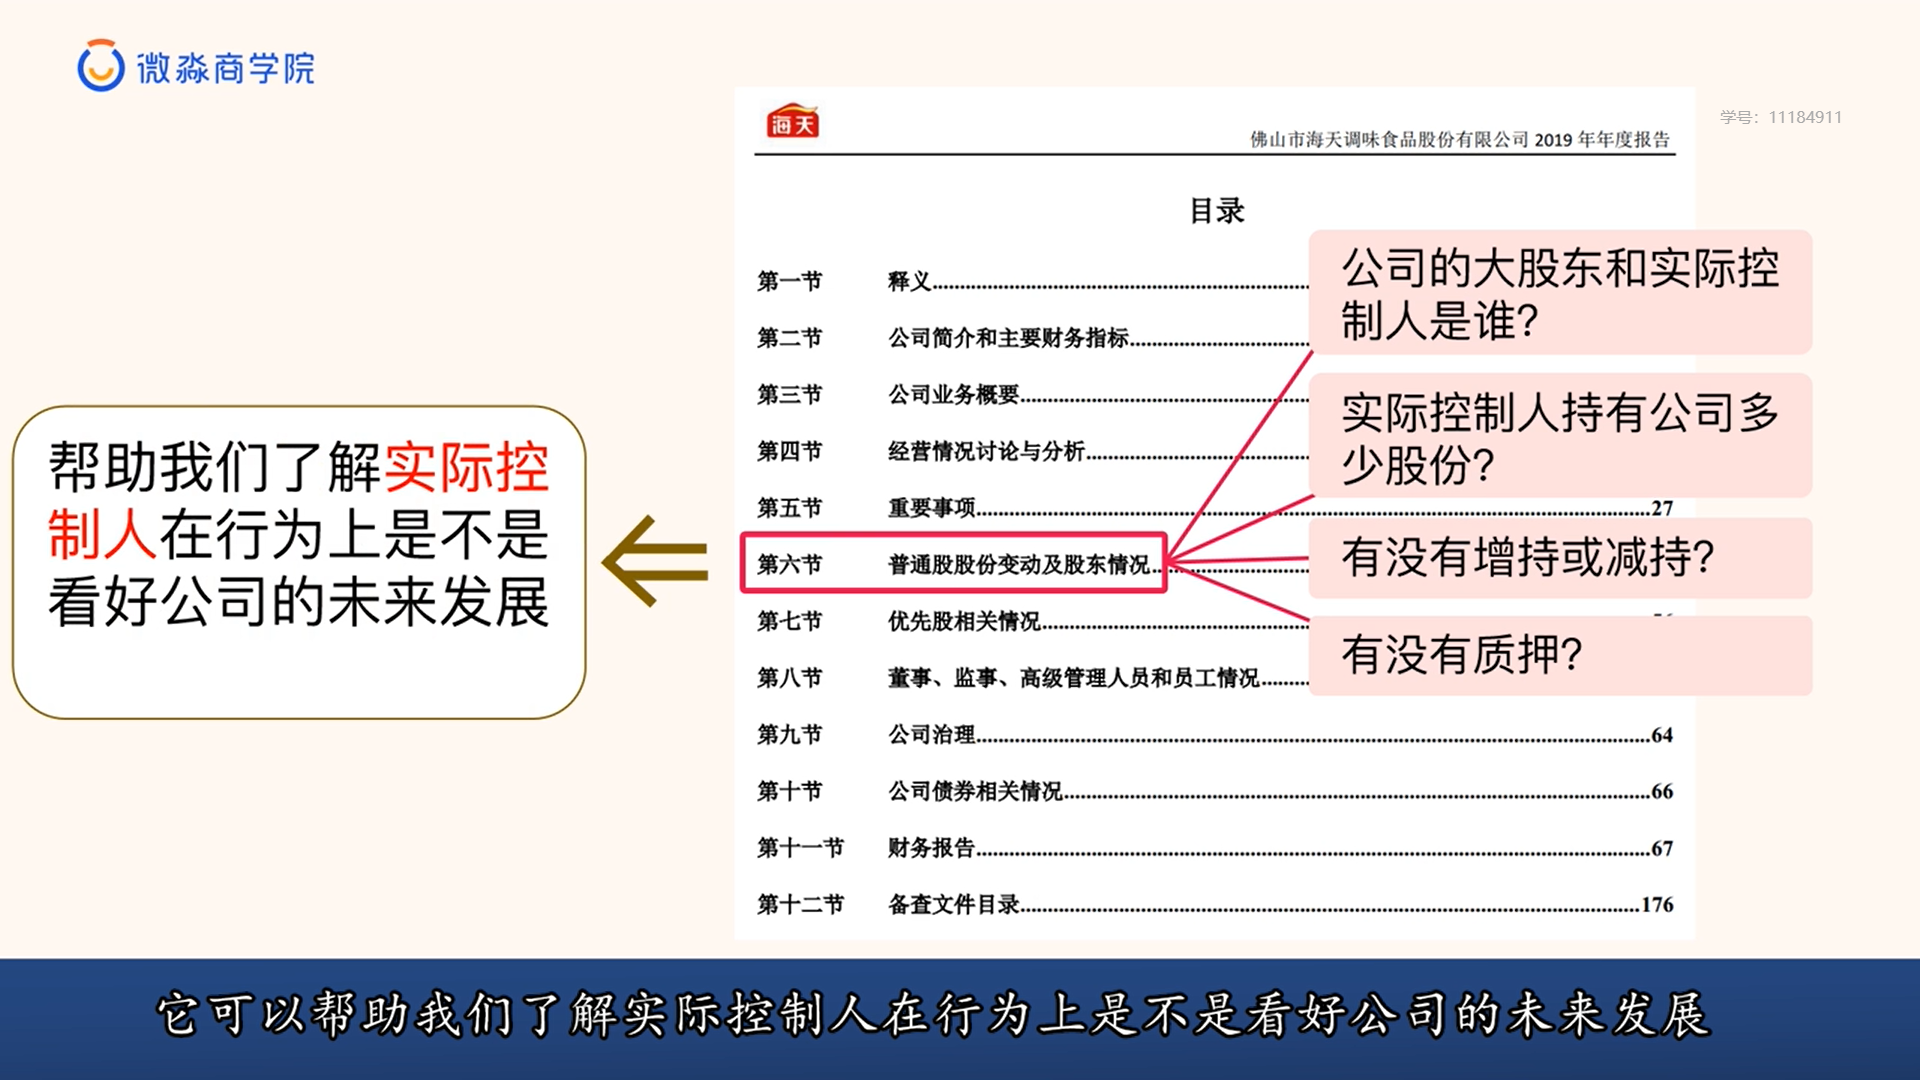 微淼商学院
学号：11184911
海天
佛山市海天调味食品股份有限公司 2019 年年度报告
目录
第一节 释义
第二节 公司简介和主要财务指标
第三节 公司业务概要
第四节 经营情况讨论与分析
第五节 重要事项 27
第六节 普通股股份变动及股东情况
第七节 优先股相关情况
第八节 董事、监事、高级管理人员和员工情况
第九节 公司治理 64
第十节 公司债券相关情况 66
第十一节 财务报告 67
第十二节 备查文件目录 176
公司的大股东和实际控
制人是谁？
实际控制人持有公司多
少股份？
有没有增持或减持？
有没有质押？
帮助我们了解实际控
制人在行为上是不是
看好公司的未来发展
它可以帮助我们了解实际控制人在行为上是不是看好公司的未来发展